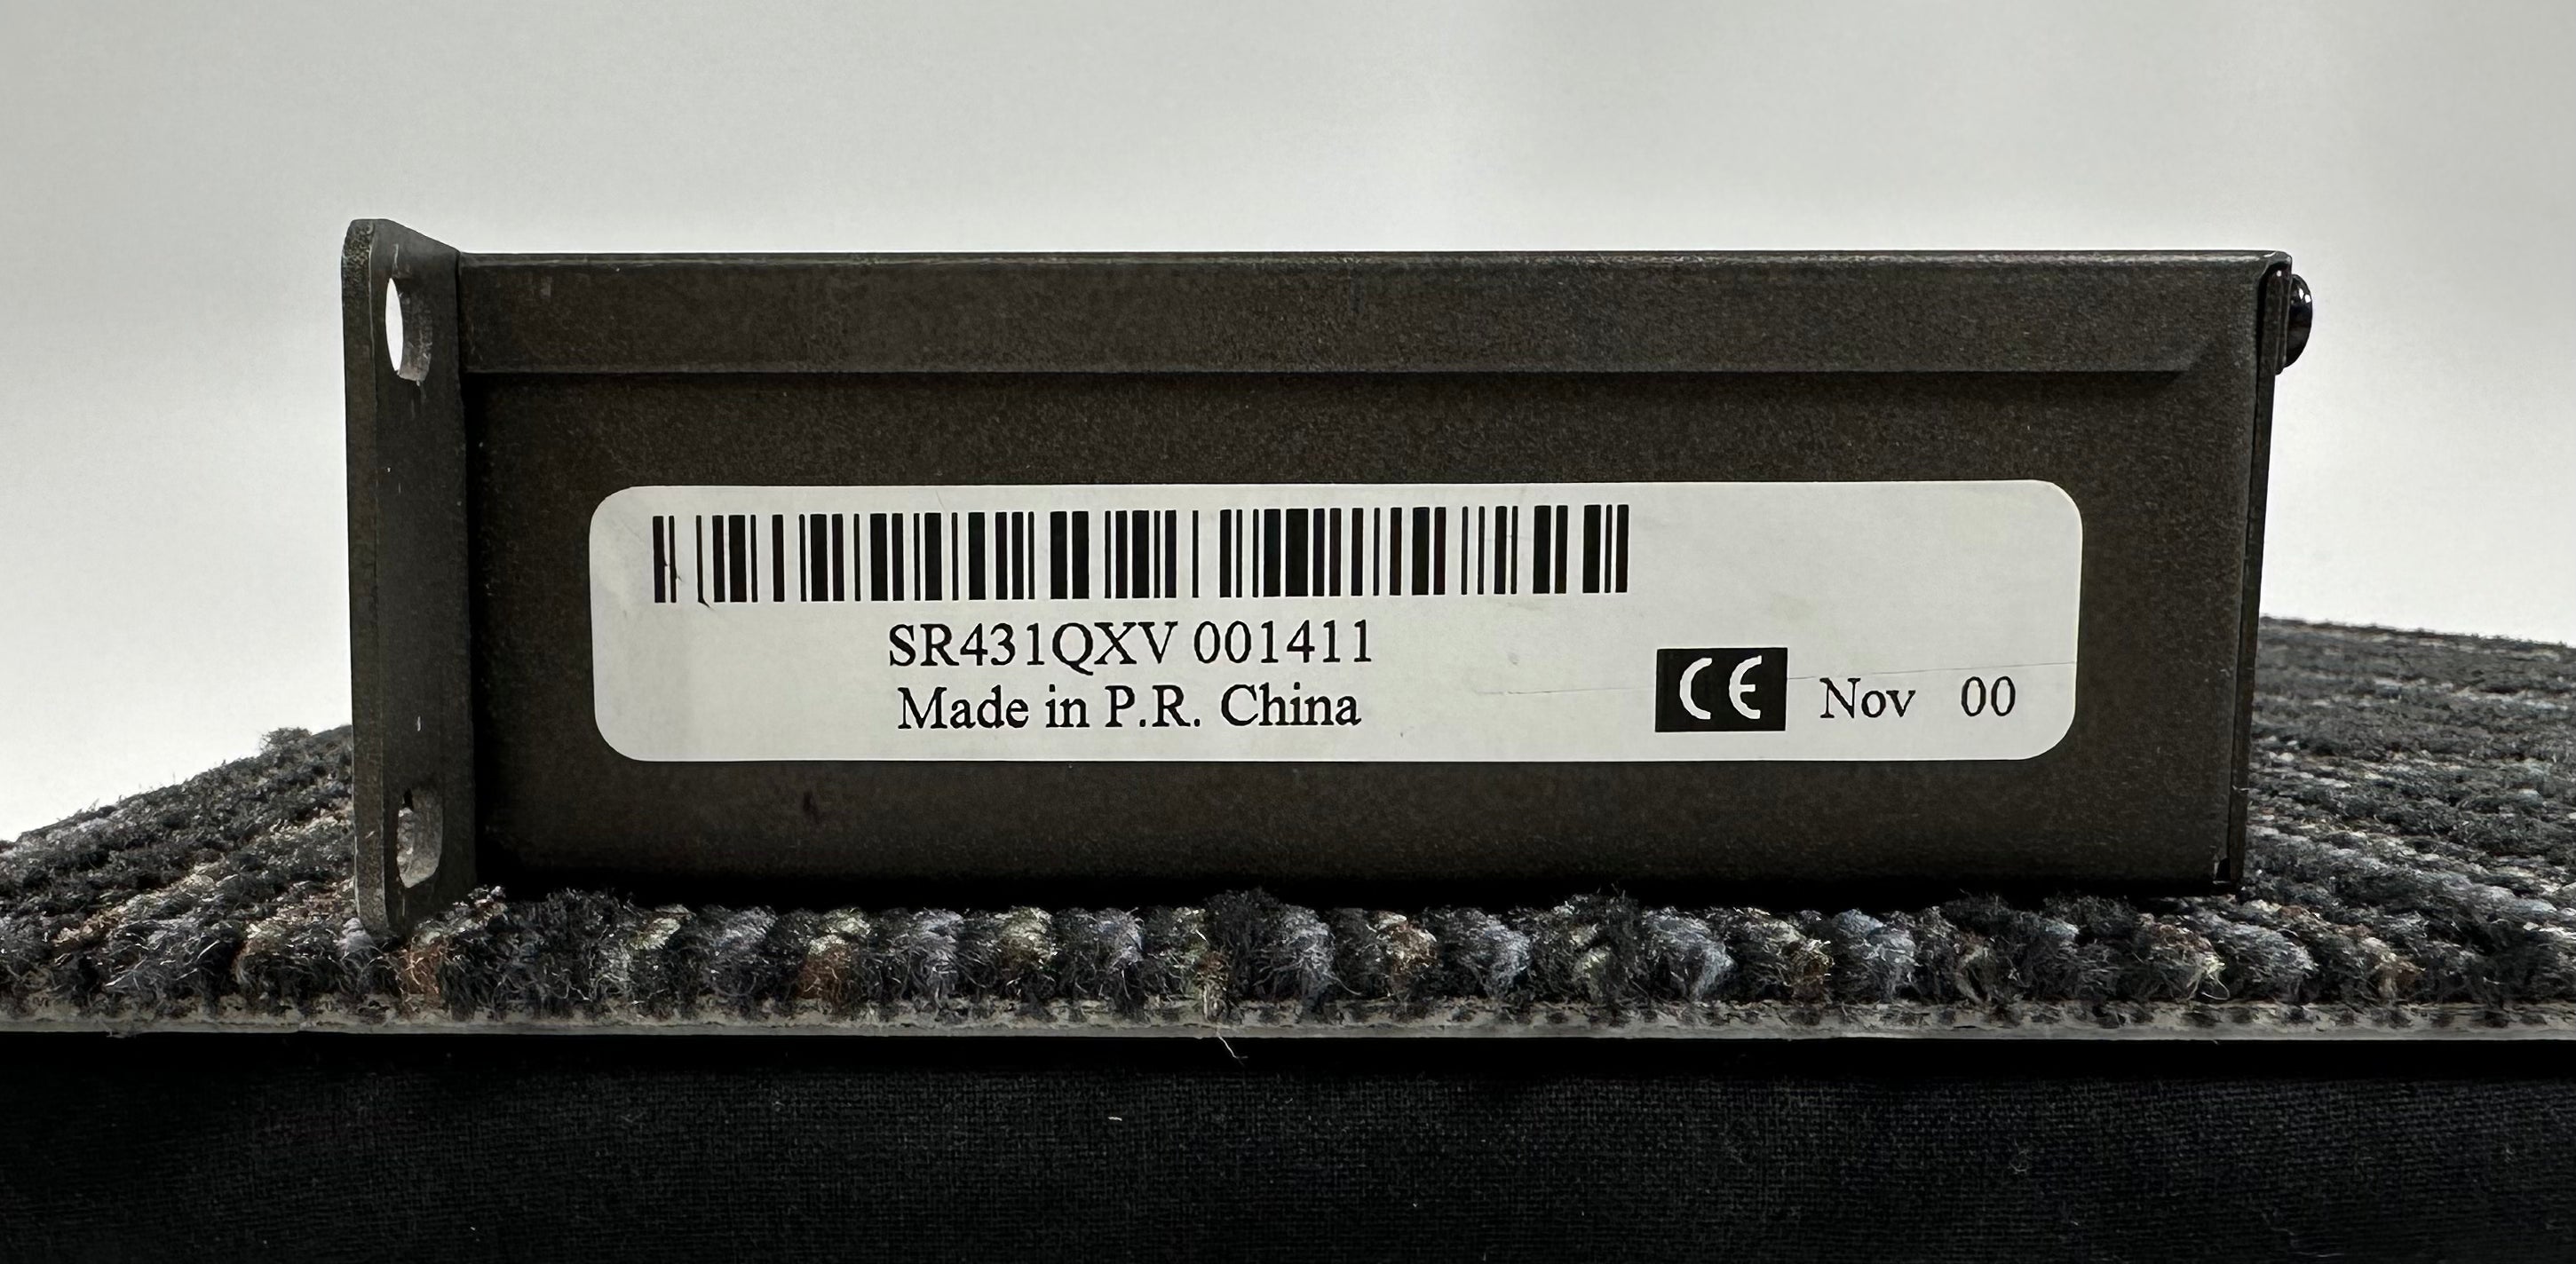 SR431QXV 001411
Made in P.R. China
CE Nov 00